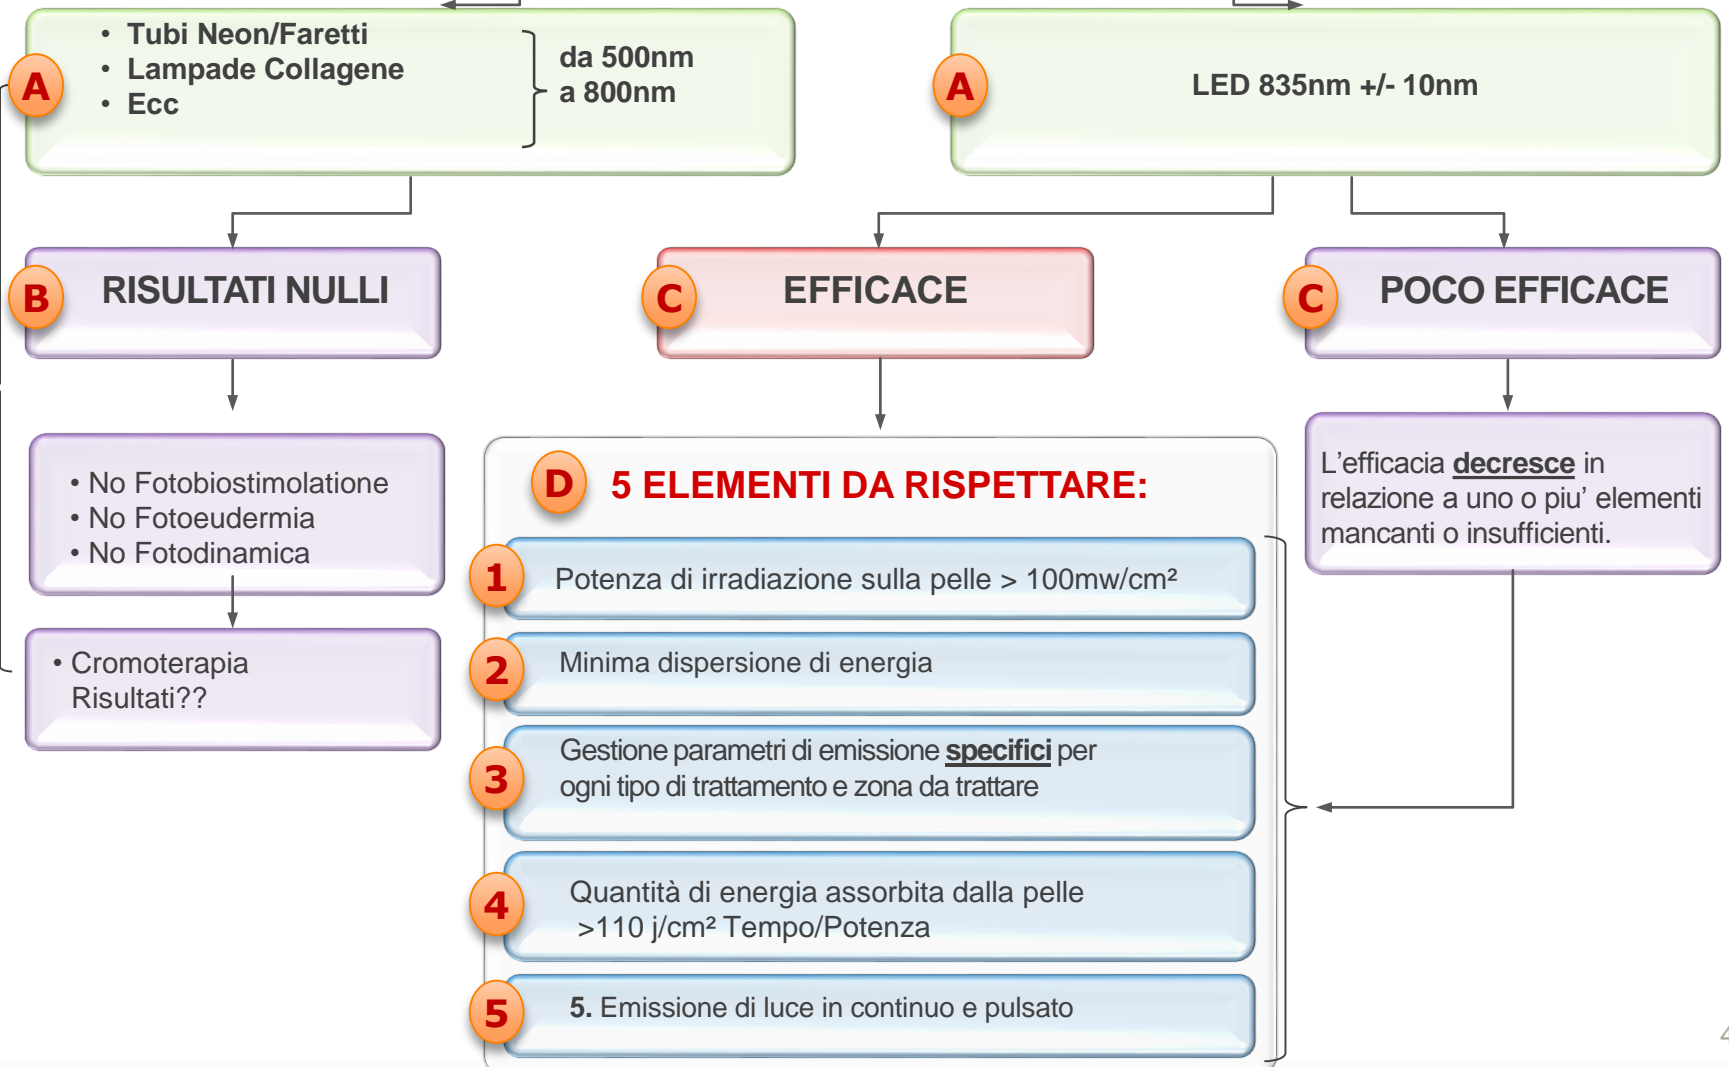 A
• Tubi Neon/Faretti
• Lampade Collagene
• Ecc
da 500nm
a 800nm
A
LED 835nm +/- 10nm
B
RISULTATI NULLI
C
EFFICACE
C
POCO EFFICACE
• No Fotobiostimolatione
• No Fotoeudermia
• No Fotodinamica
• Cromoterapia
Risultati??
D
5 ELEMENTI DA RISPETTARE:
1
Potenza di irradiazione sulla pelle > 100mw/cm²
2
Minima dispersione di energia
3
Gestione parametri di emissione specifici per
ogni tipo di trattamento e zona da trattare
4
Quantità di energia assorbita dalla pelle
>110 j/cm² Tempo/Potenza
5
5. Emissione di luce in continuo e pulsato
L'efficacia decresce in
relazione a uno o piu' elementi
mancanti o insufficienti.
4